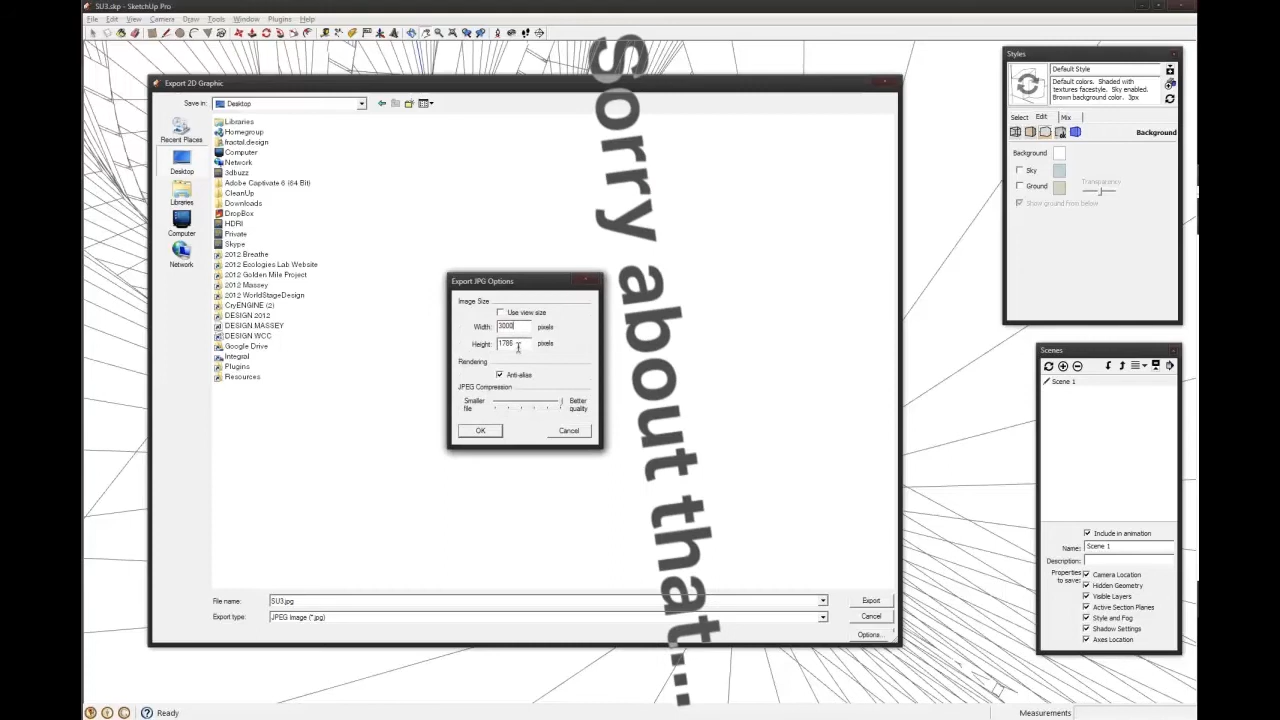 SU3.skp - SketchUp Pro
File Edit View Camera Draw Tools Window Plugins Help
Export 2D Graphic
Save in: Desktop
Recent Places
Desktop
Libraries
Computer
Network
Libraries
Homegroup
fractal.design
Computer
Network
3dbuzz
Adobe Captivate 6 (64 Bit)
CleanUp
Downloads
DropBox
HDRI
Private
Skype
2012 Breathe
2012 Ecologies Lab Website
2012 Golden Mile Project
2012 Massey
2012 WorldStageDesign
CryENGINE (2)
DESIGN 2012
DESIGN MASSEY
DESIGN WCC
Google Drive
Integral
Plugins
Resources
File name: SU3.jpg Export
Export type: JPEG Image (*.jpg) Cancel
Options...
Export JPG Options
Image Size
Use view size
Width: 3000 pixels
Height: 1786 pixels
Rendering
Anti-alias
JPEG Compression
Smaller file
Better quality
OK Cancel
Sorry about that...
Styles
Default Style
Default colors. Shaded with
textures facestyle. Sky enabled.
Brown background color. 3px
Select Edit Mix
Background
Background
Sky
Transparency
Ground
Show ground from below
Scenes
Scene 1
Include in animation
Name: Scene 1
Description:
Properties to save:
Camera Location
Hidden Geometry
Visible Layers
Active Section Planes
Style and Fog
Shadow Settings
Axes Location
Ready
Measurements